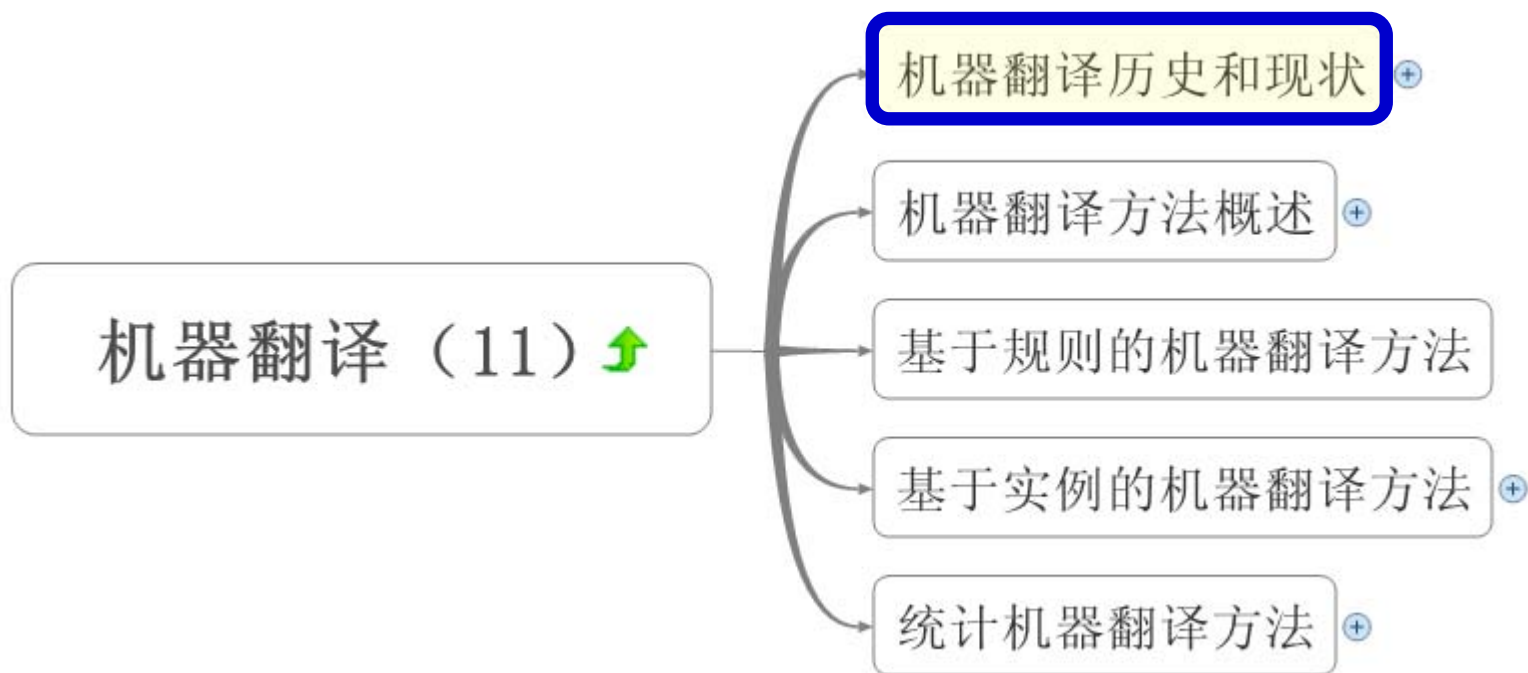 机器翻译（11）
机器翻译历史和现状
机器翻译方法概述
基于规则的机器翻译方法
基于实例的机器翻译方法
统计机器翻译方法